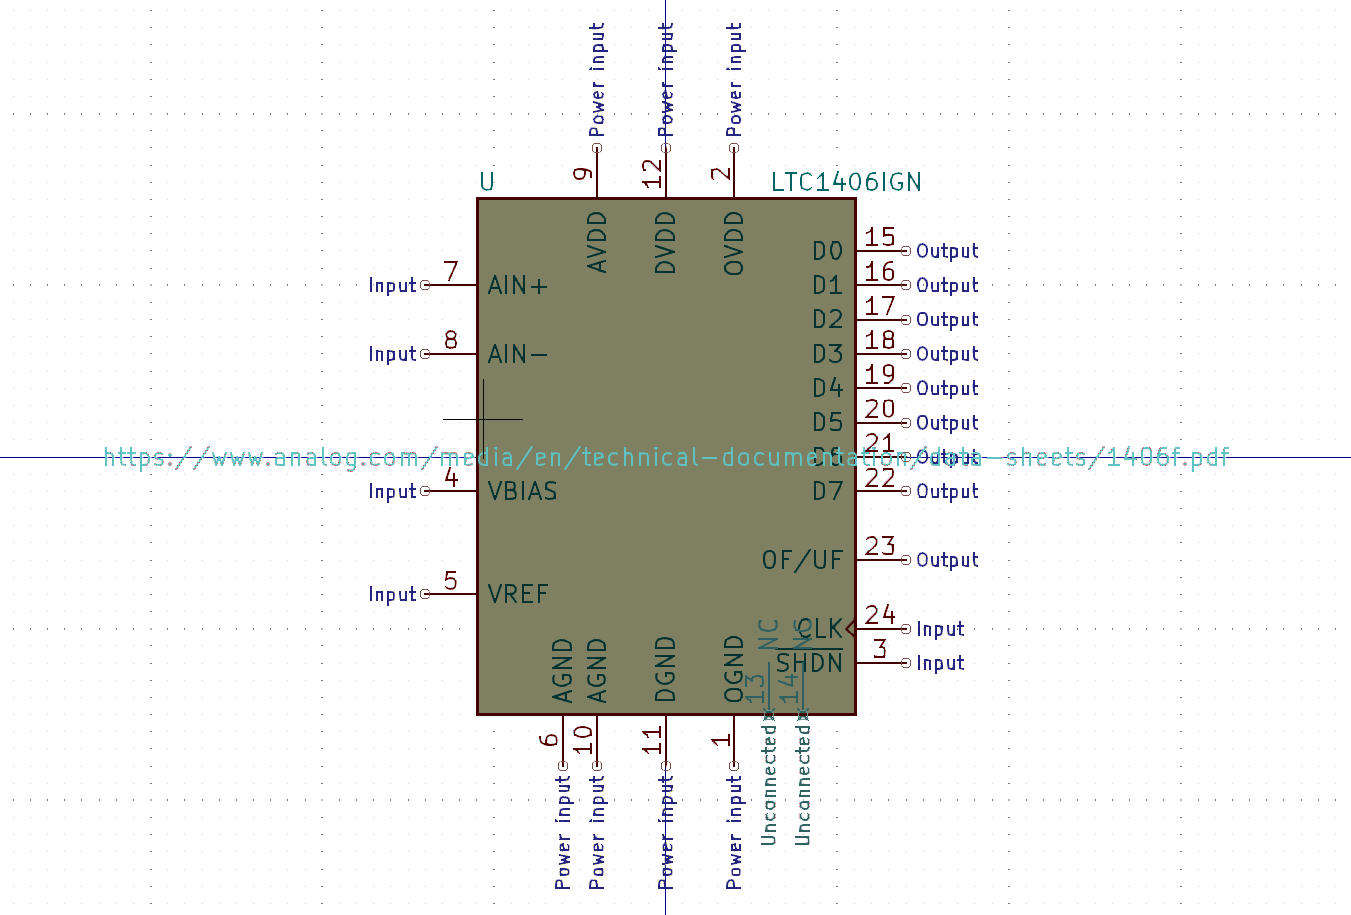 Power input
Power input
Power input
9
12
2
U
LTC1406IGN
AVDD
DVDD
OVDD
D0 15 Output
D1 16 Output
Input 7 AIN+
D2 17 Output
Input 8 AIN-
D3 18 Output
D4 19 Output
D5 20 Output
https://www.analog.com/media/en/technical-documentation/data-sheets/1406f.pdf
D6 21 Output
Input 4 VBIAS
D7 22 Output
OF/UF 23 Output
Input 5 VREF
CLK 24 Input
SHDN 3 Input
AGND
AGND
DGND
OGND
NC
13
14
6
10
11
1
Power input
Power input
Power input
Power input
Unconnected
Unconnected